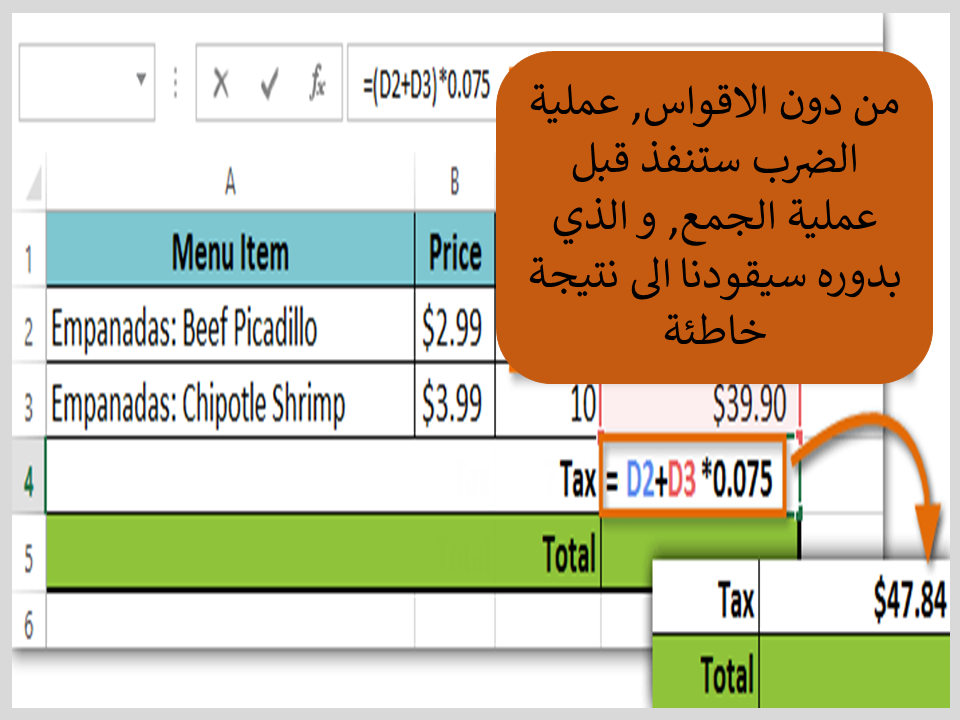 =(D2+D3)*0.075
من دون الاقواس, عملية
الضرب ستنفذ قبل
عملية الجمع, و الذي
بدوره سيقودنا الى نتيجة
خاطئة
A B
1 Menu Item Price
2 Empanadas: Beef Picadillo $2.99
3 Empanadas: Chipotle Shrimp $3.99 10 $39.90
4 Tax = D2+D3 *0.075
5 Total
6
Tax $47.84
Total